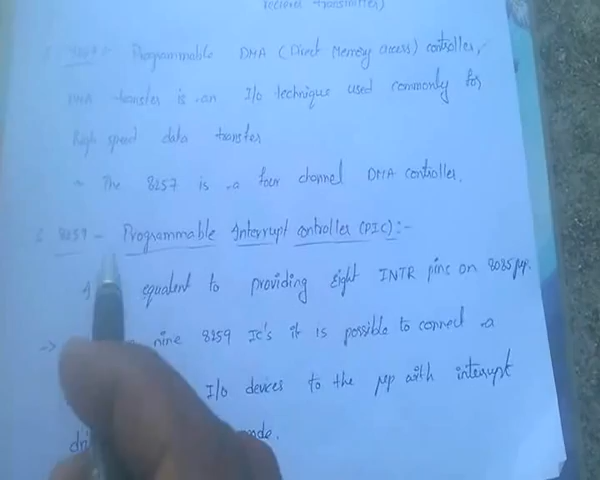 reciever transmitter)
Programmable DMA (Direct Memory access) controller,
DMA transfer is an I/o technique used commonly for
high speed data transfer
The 8257 is a four channel DMA controller.
8259 - Programmable Interrupt controller (PIC) :-
equalent to providing Eight INTR pins on 8085 μp.
→ nine 8259 Ic's it is possible to connect a
I/o devices to the μp with interrupt